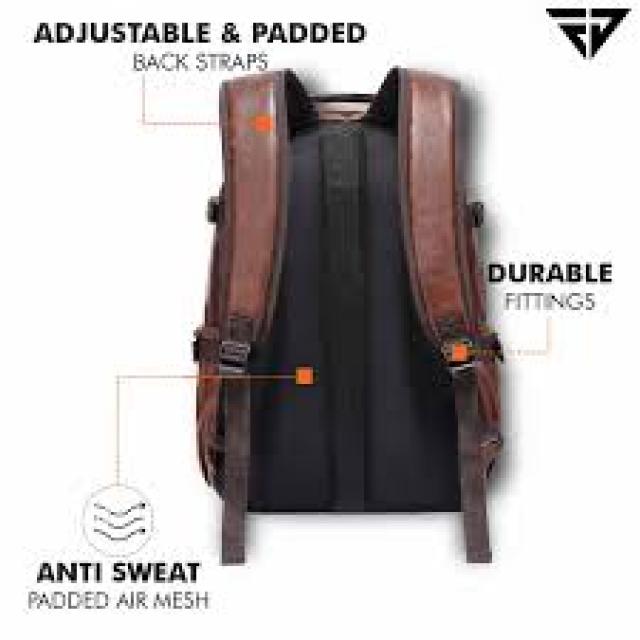 ADJUSTABLE & PADDED
BACK STRAPS
DURABLE
FITTINGS
ANTI SWEAT
PADDED AIR MESH